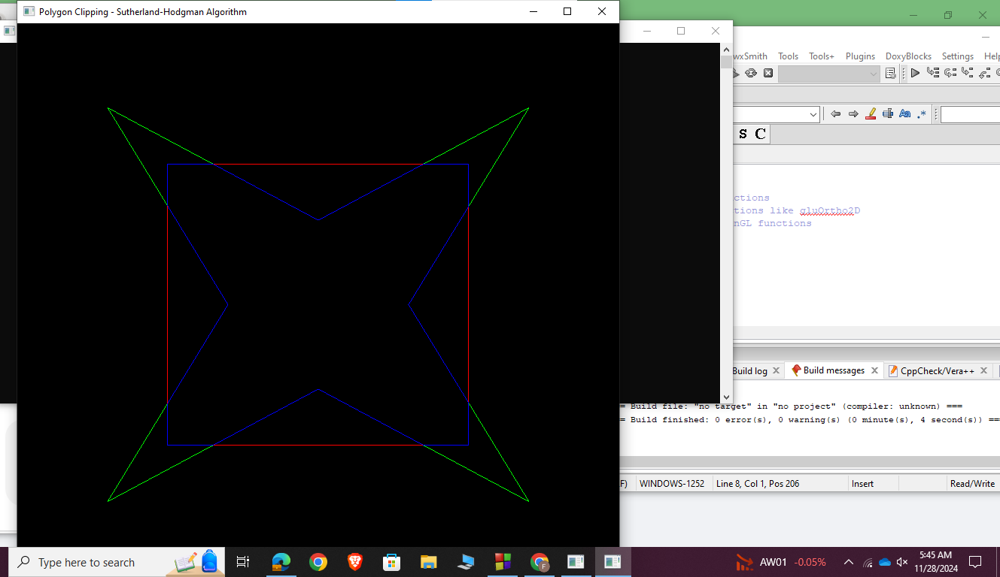 Polygon Clipping - Sutherland-Hodgman Algorithm
wxSmith Tools Tools+ Plugins DoxyBlocks Settings Help
S C
ctions
tions like gluOrtho2D
nGL functions
Build log Build messages CppCheck/Vera++
= Build file: "no target" in "no project" (compiler: unknown) ===
= Build finished: 0 error(s), 0 warning(s) (0 minute(s), 4 second(s)) ==
F) WINDOWS-1252 Line 8, Col 1, Pos 206 Insert Read/Write
Type here to search
AW01 -0.05%
5:45 AM
11/28/2024